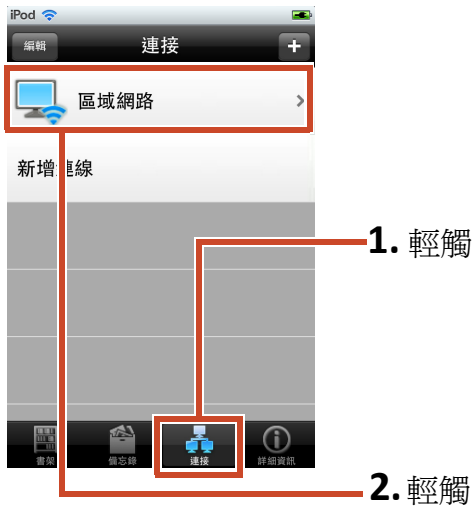 iPod
編輯 連接 +
區域網路
新增連線
1. 輕觸
書架 備忘錄 連接 詳細資訊
2. 輕觸